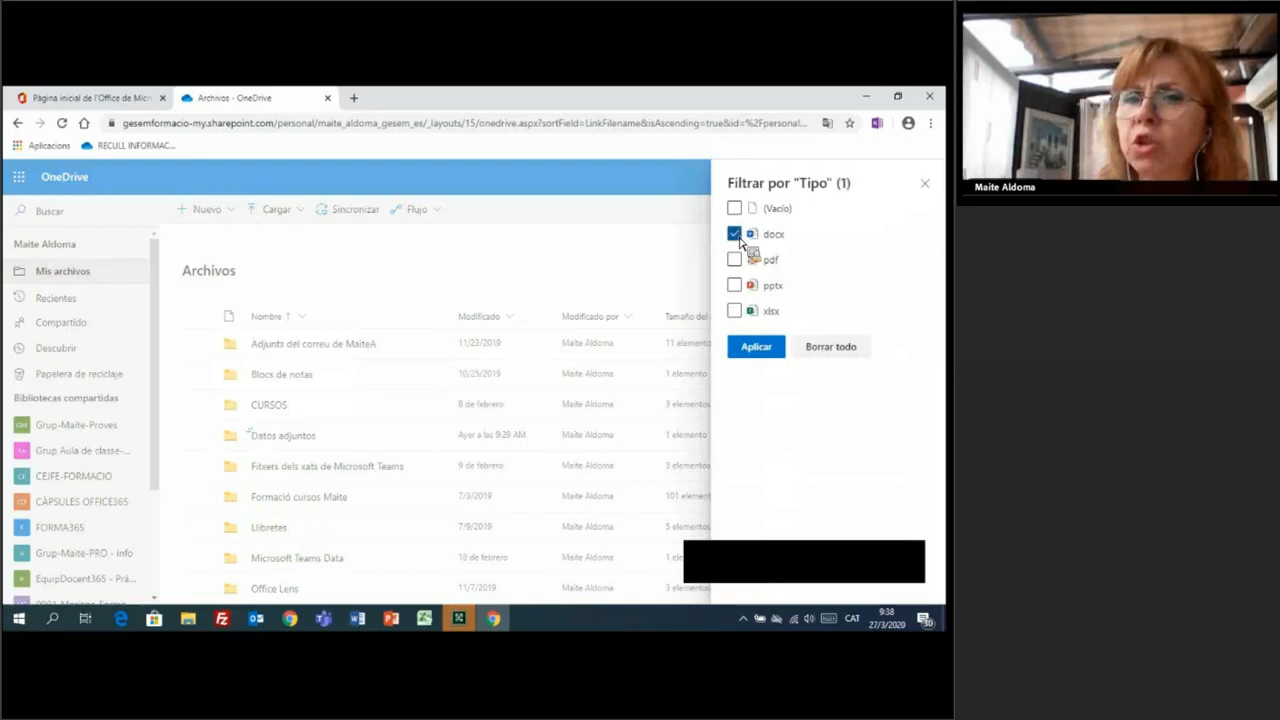 Página inicial de l'Office de Micro
Archivos - OneDrive
gesemformacio-my.sharepoint.com/personal/maite_aldoma_gesem_es/_layouts/15/onedrive.aspx?sortField=LinkFilename&isAscending=true&id=%2Fpersonal...
Aplicacions
RECULL INFORMAC...
OneDrive
Buscar
Nuevo
Cargar
Sincronizar
Flujo
Maite Aldoma
Mis archivos
Recientes
Compartido
Descubrir
Papelera de reciclaje
Bibliotecas compartidas
Grup-Maite-Proves
Grup Aula de classe-...
CEJFE-FORMACIO
CÀPSULES OFFICE365
FORMA365
Grup-Maite-PRO - info
EquipDocent365 - Prà...
Archivos
Nombre ↑ Modificado Modificado por Tamaño del a
Adjunts del correu de MaiteA 11/23/2019 Maite Aldoma 11 elemento
Blocs de notas 10/25/2019 Maite Aldoma 1 elemento
CURSOS 8 de febrero Maite Aldoma 3 elementos
Datos adjuntos Ayer a las 9:29 AM Maite Aldoma 1 elemento
Fitxers dels xats de Microsoft Teams 9 de febrero Maite Aldoma 3 elementos
Formació cursos Maite 7/3/2019 Maite Aldoma 101 element
Llibretes 7/9/2019 Maite Aldoma 5 elementos
Microsoft Teams Data 18 de febrero Maite Aldoma 1 ele
Office Lens 11/7/2019 Maite Aldoma 3 elementos
Filtrar por "Tipo" (1)
(Vacío)
docx
pdf
pptx
xlsx
Aplicar
Borrar todo
CAT
9:38
27/3/2020
30
Maite Aldoma